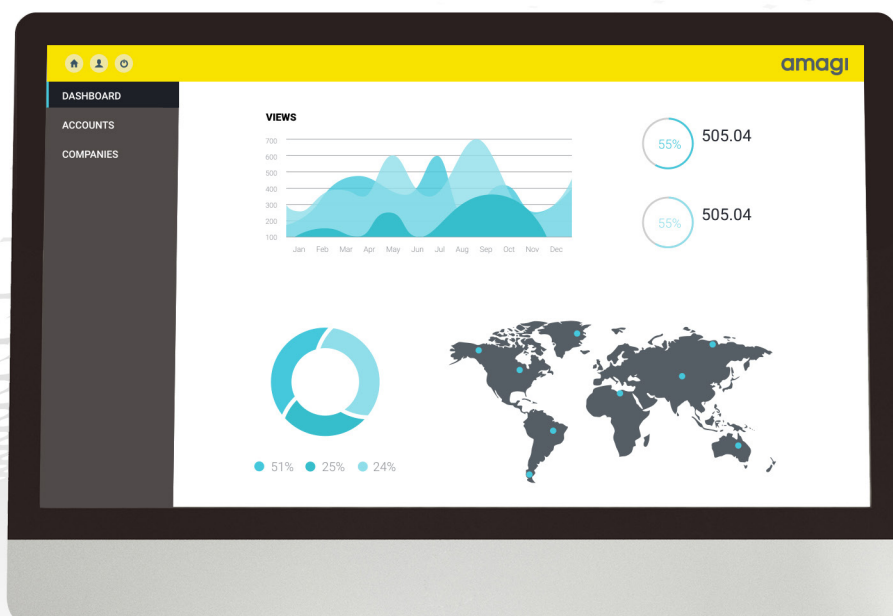 amagi
DASHBOARD
ACCOUNTS
COMPANIES
VIEWS
700
600
500
400
300
200
100
Jan Feb Mar Apr May Jun Jul Aug Sep Oct Nov Dec
55%
505.04
55%
505.04
51% 25% 24%